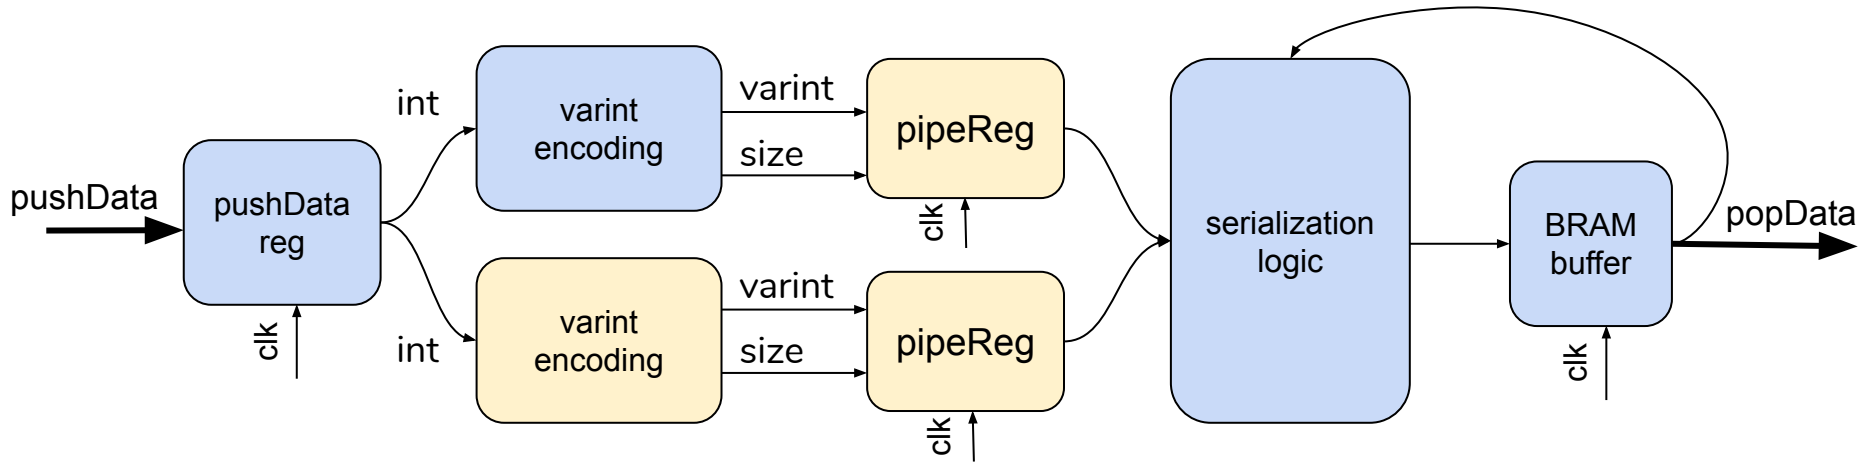 pushData
pushData
reg
clk
int
int
varint
encoding
varint
size
pipeReg
clk
varint
encoding
varint
size
pipeReg
clk
serialization
logic
BRAM
buffer
clk
popData